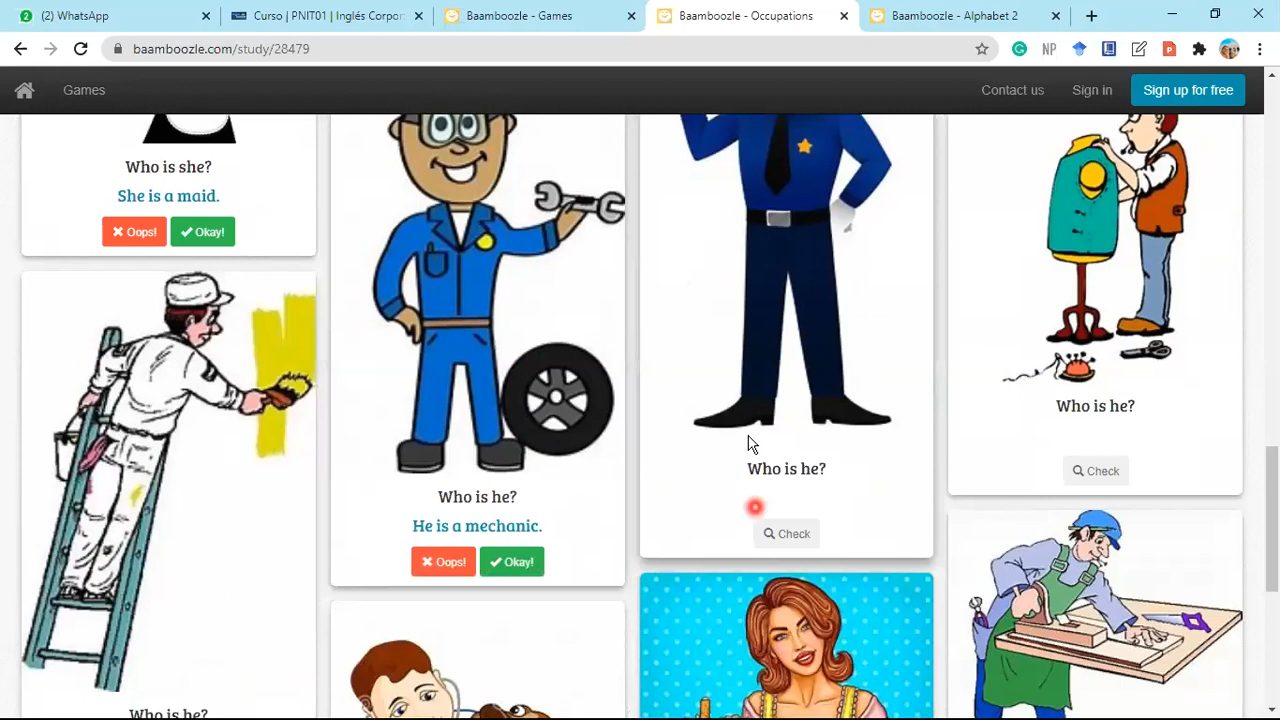 (2) WhatsApp
Curso | PNIT01 | Inglés Corpor
Baamboozle - Games
Baamboozle - Occupations
Baamboozle - Alphabet 2
baamboozle.com/study/28479
NP
Games
Contact us
Sign in
Sign up for free
Who is she?
She is a maid.
Oops!
Okay!
Who is he?
He is a mechanic.
Oops!
Okay!
Who is he?
Check
Who is he?
Check
Who is he?